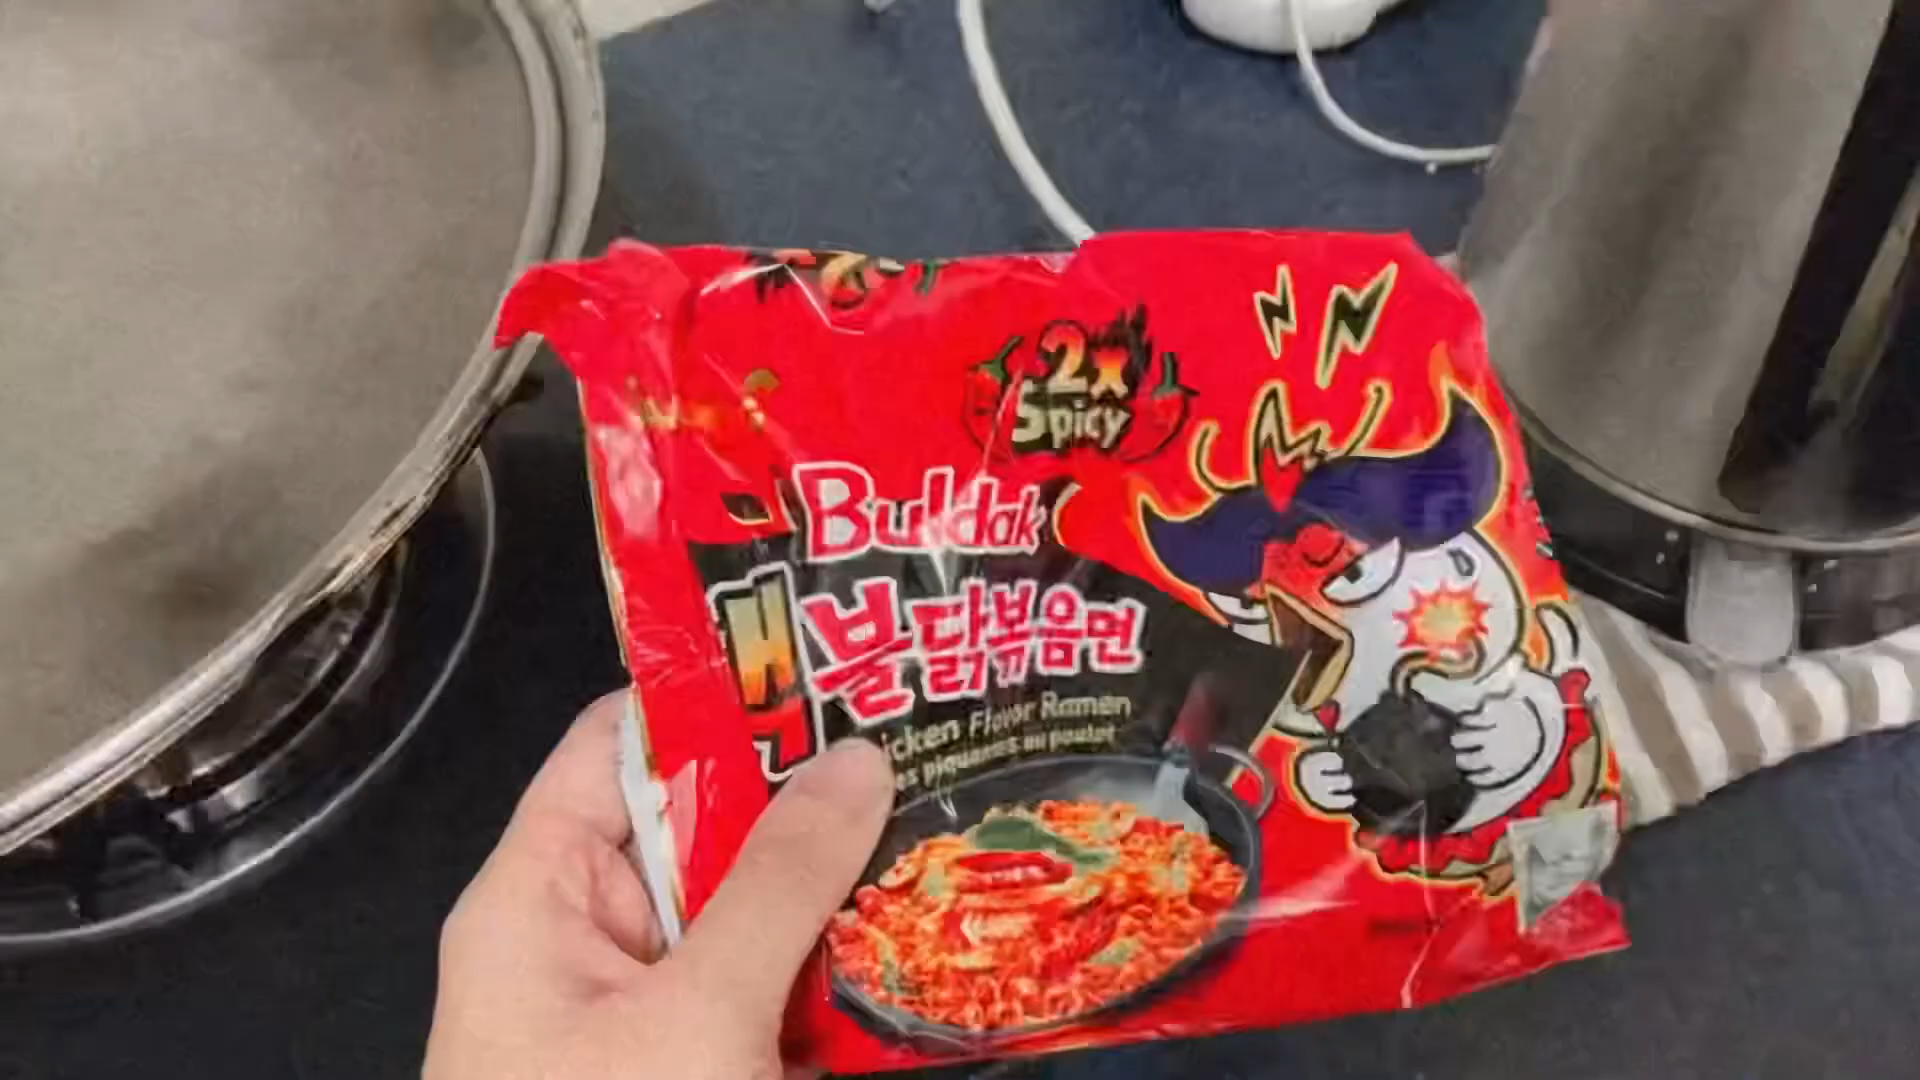 2x
Spicy
Buldak
핵불닭볶음면
icken Flavor Ramen
es piquantes au poulet